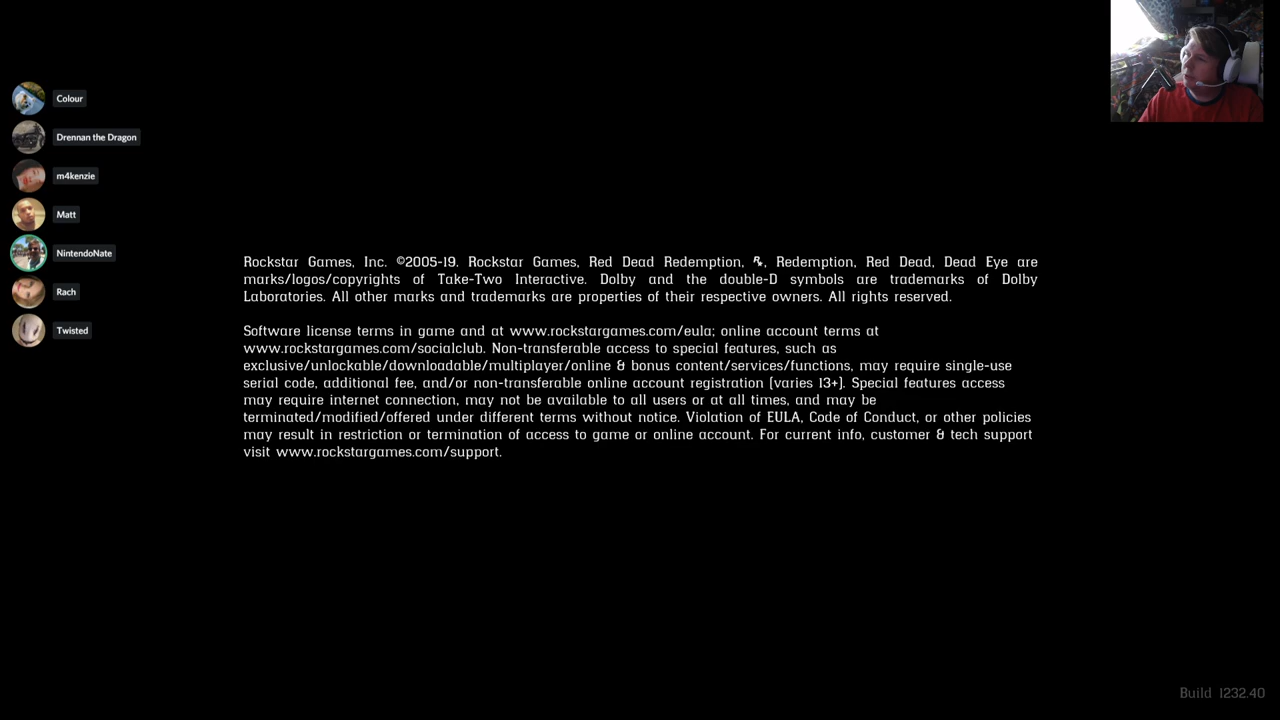 Colour
Drennan the Dragon
m4kenzie
Matt
NintendoNate
Rach
Twisted
Rockstar Games, Inc. ©2005-19. Rockstar Games, Red Dead Redemption, R*, Redemption, Red Dead, Dead Eye are
marks/logos/copyrights of Take-Two Interactive. Dolby and the double-D symbols are trademarks of Dolby
Laboratories. All other marks and trademarks are properties of their respective owners. All rights reserved.
Software license terms in game and at www.rockstargames.com/eula; online account terms at
www.rockstargames.com/socialclub. Non-transferable access to special features, such as
exclusive/unlockable/downloadable/multiplayer/online & bonus content/services/functions, may require single-use
serial code, additional fee, and/or non-transferable online account registration (varies 13+). Special features access
may require internet connection, may not be available to all users or at all times, and may be
terminated/modified/offered under different terms without notice. Violation of EULA, Code of Conduct, or other policies
may result in restriction or termination of access to game or online account. For current info, customer & tech support
visit www.rockstargames.com/support.
Build 1232.40